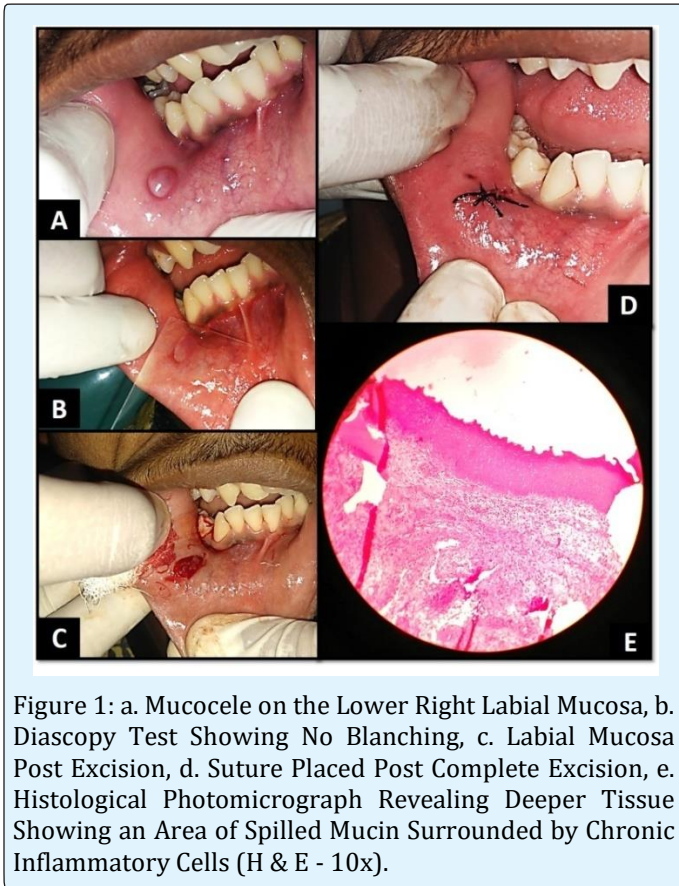 A
B
C
D
E
Figure 1: a. Mucocele on the Lower Right Labial Mucosa, b.
Diascopy Test Showing No Blanching, c. Labial Mucosa
Post Excision, d. Suture Placed Post Complete Excision, e.
Histological Photomicrograph Revealing Deeper Tissue
Showing an Area of Spilled Mucin Surrounded by Chronic
Inflammatory Cells (H & E - 10x).